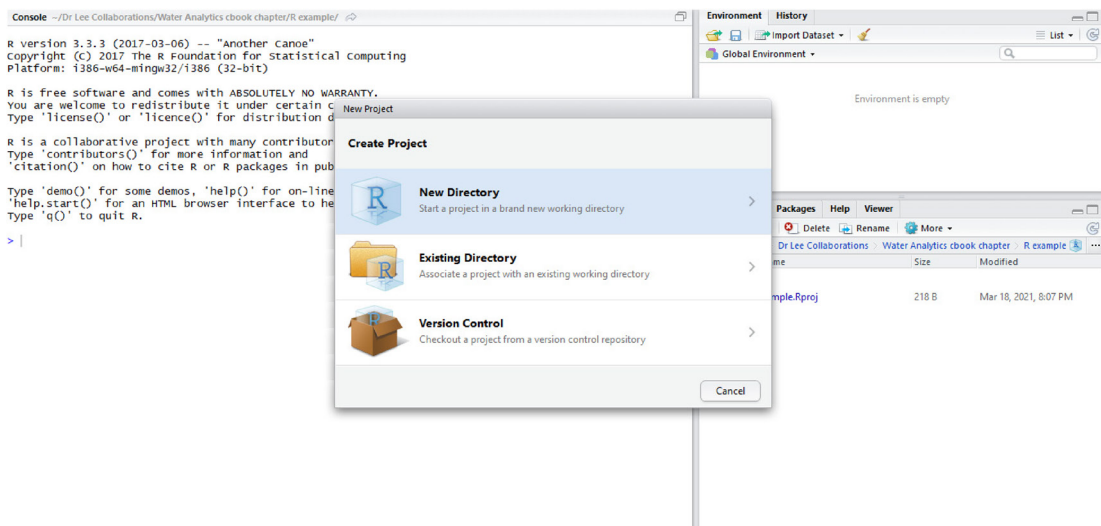 Console ~/Dr Lee Collaborations/Water Analytics cbook chapter/R example/
R version 3.3.3 (2017-03-06) -- "Another Canoe"
Copyright (C) 2017 The R Foundation for Statistical Computing
Platform: i386-w64-mingw32/i386 (32-bit)
R is free software and comes with ABSOLUTELY NO WARRANTY.
You are welcome to redistribute it under certain c
Type 'license()' or 'licence()' for distribution d
R is a collaborative project with many contributor
Type 'contributors()' for more information and
'citation()' on how to cite R or R packages in pub
Type 'demo()' for some demos, 'help()' for on-line
'help.start()' for an HTML browser interface to he
Type 'q()' to quit R.
>
New Project
Create Project
New Directory
Start a project in a brand new working directory
Existing Directory
Associate a project with an existing working directory
Version Control
Checkout a project from a version control repository
Cancel
Environment History
Import Dataset List
Global Environment
Environment is empty
Packages Help Viewer
Delete Rename More
Dr Lee Collaborations Water Analytics cbook chapter R example ...
me Size Modified
mple.Rproj 218 B Mar 18, 2021, 8:07 PM